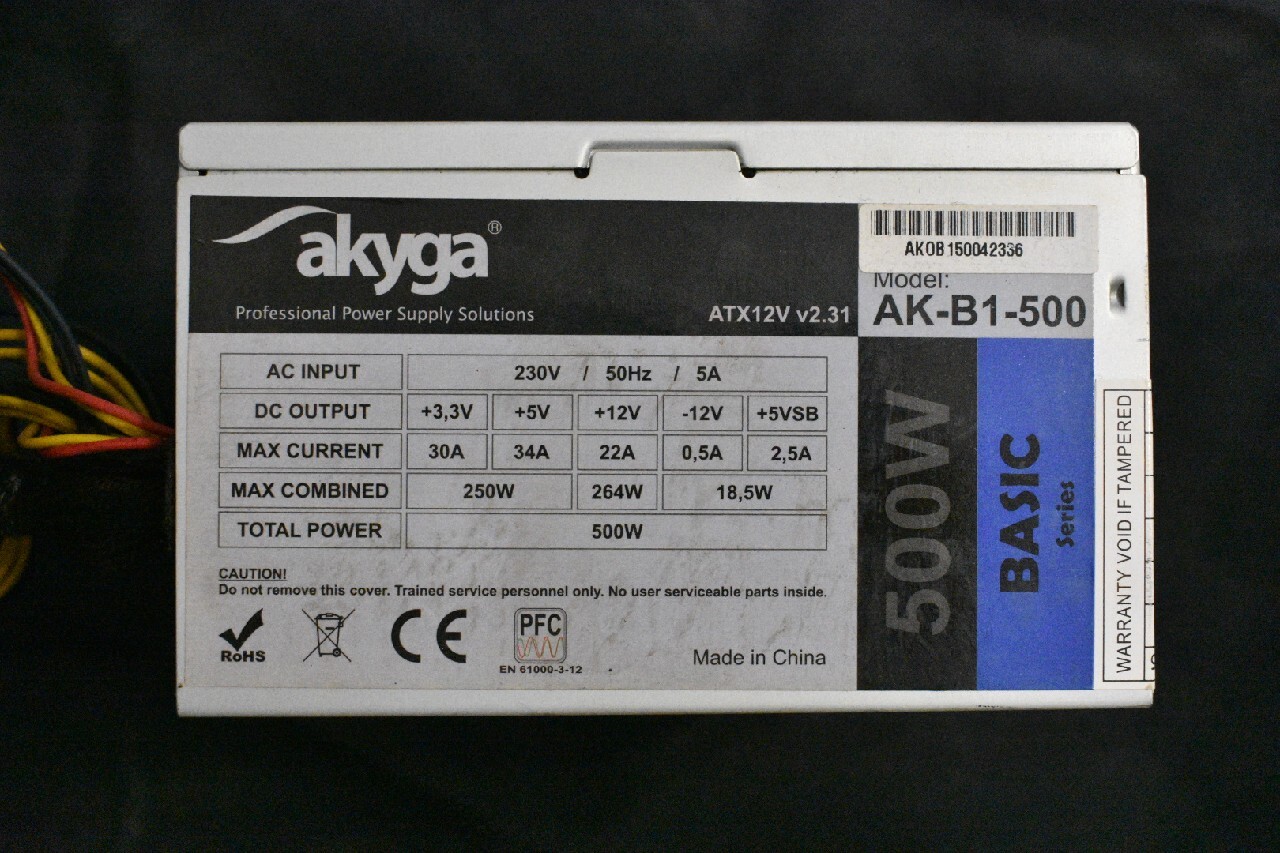 akyga®
Professional Power Supply Solutions
ATX12V v2.31
AKOB150042336
Model:
AK-B1-500
AC INPUT 230V / 50Hz / 5A
DC OUTPUT +3,3V +5V +12V -12V +5VSB
MAX CURRENT 30A 34A 22A 0,5A 2,5A
MAX COMBINED 250W 264W 18,5W
TOTAL POWER 500W
CAUTION!
Do not remove this cover. Trained service personnel only. No user serviceable parts inside.
RoHS
CE
PFC
EN 61000-3-12
Made in China
500W
BASIC
Series
WARRANTY VOID IF TAMPERED